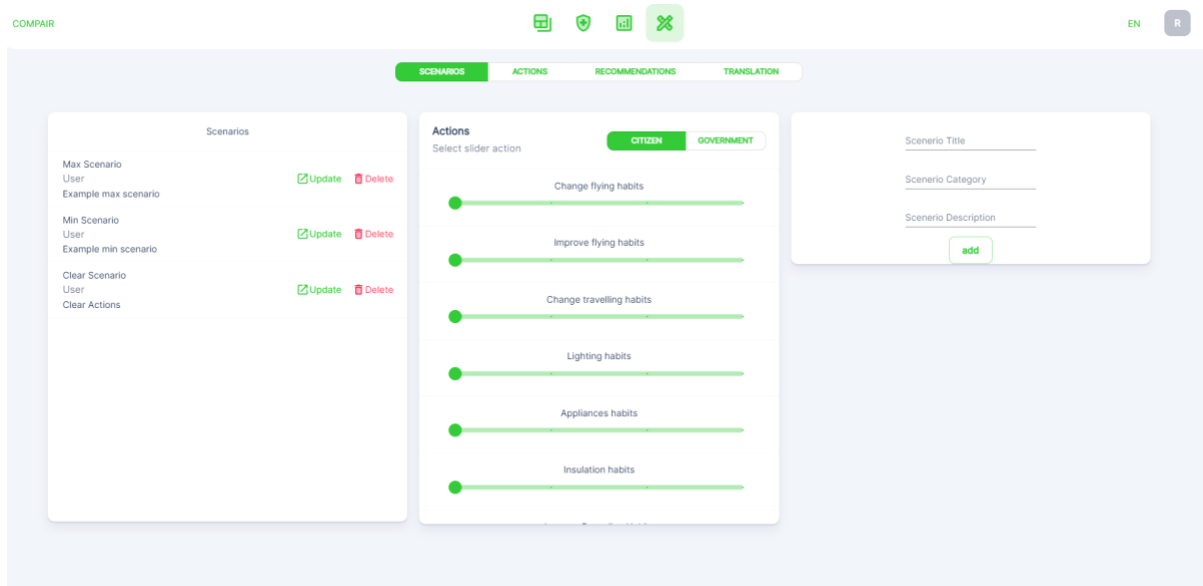 COMPAIR
EN
R
SCENARIOS
ACTIONS
RECOMMENDATIONS
TRANSLATION
Scenarios
Max Scenario
User
Example max scenario
Update
Delete
Min Scenario
User
Example min scenario
Update
Delete
Clear Scenario
User
Clear Actions
Update
Delete
Actions
Select slider action
CITIZEN
GOVERNMENT
Change flying habits
Improve flying habits
Change travelling habits
Lighting habits
Appliances habits
Insulation habits
Scenerio Title
Scenerio Category
Scenerio Description
add